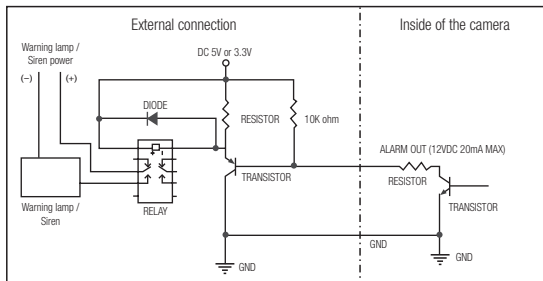 External connection
Inside of the camera
Warning lamp /
Siren power
(−)
(+)
DC 5V or 3.3V
DIODE
RESISTOR
10K ohm
ALARM OUT (12VDC 20mA MAX)
RESISTOR
TRANSISTOR
TRANSISTOR
Warning lamp /
Siren
RELAY
GND
GND
GND